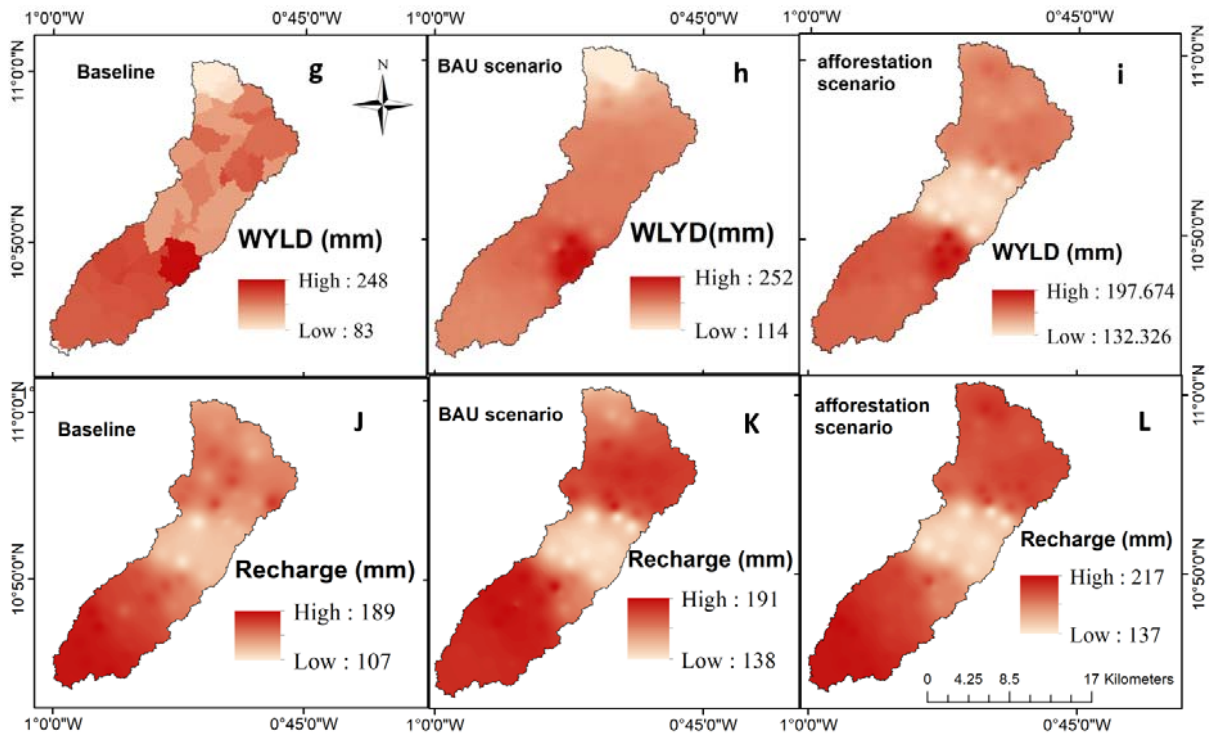 1°0'0"W 0°45'0"W 1°0'0"W 0°45'0"W 1°0'0"W 0°45'0"W
11°0'0"N
10°50'0"N
Baseline
g
N
WYLD (mm)
High : 248
Low : 83
BAU scenario
h
WLYD(mm)
High : 252
Low : 114
afforestation
scenario
i
WYLD (mm)
High : 197.674
Low : 132.326
11°0'0"N
10°50'0"N
11°0'0"N
10°50'0"N
Baseline
J
Recharge (mm)
High : 189
Low : 107
BAU scenario
K
Recharge (mm)
High : 191
Low : 138
afforestation
scenario
L
Recharge (mm)
High : 217
Low : 137
0 4.25 8.5 17 Kilometers
11°0'0"N
10°50'0"N
1°0'0"W 0°45'0"W 1°0'0"W 0°45'0"W 1°0'0"W 0°45'0"W